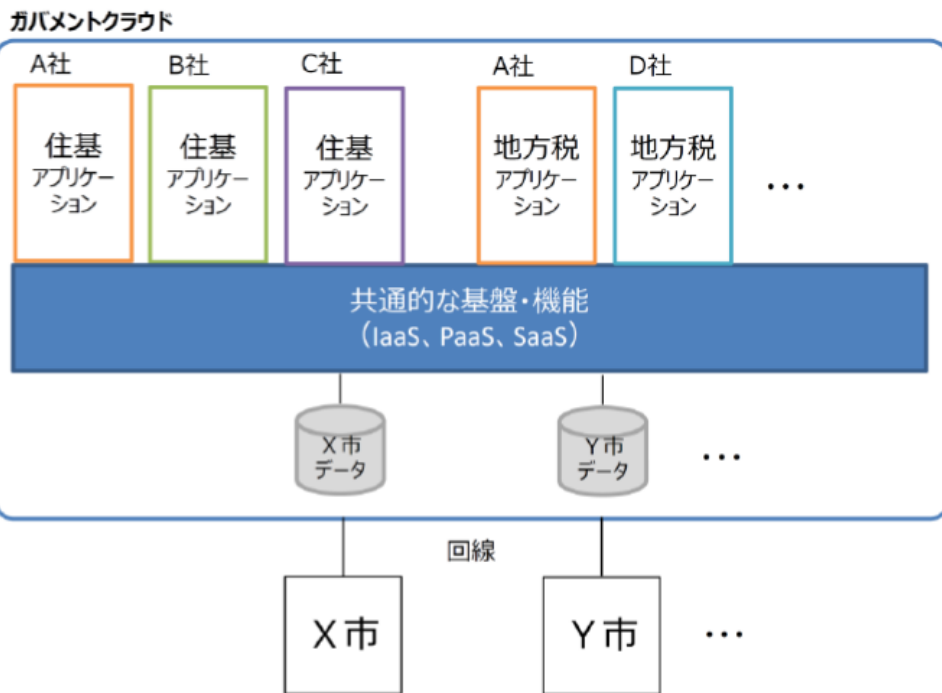 ガバメントクラウド
A社
B社
C社
A社
D社
住基
アプリケー
ション
住基
アプリケー
ション
住基
アプリケー
ション
地方税
アプリケー
ション
地方税
アプリケー
ション
…
共通的な基盤・機能
（IaaS、PaaS、SaaS）
X市
データ
Y市
データ
…
回線
X市
Y市
…